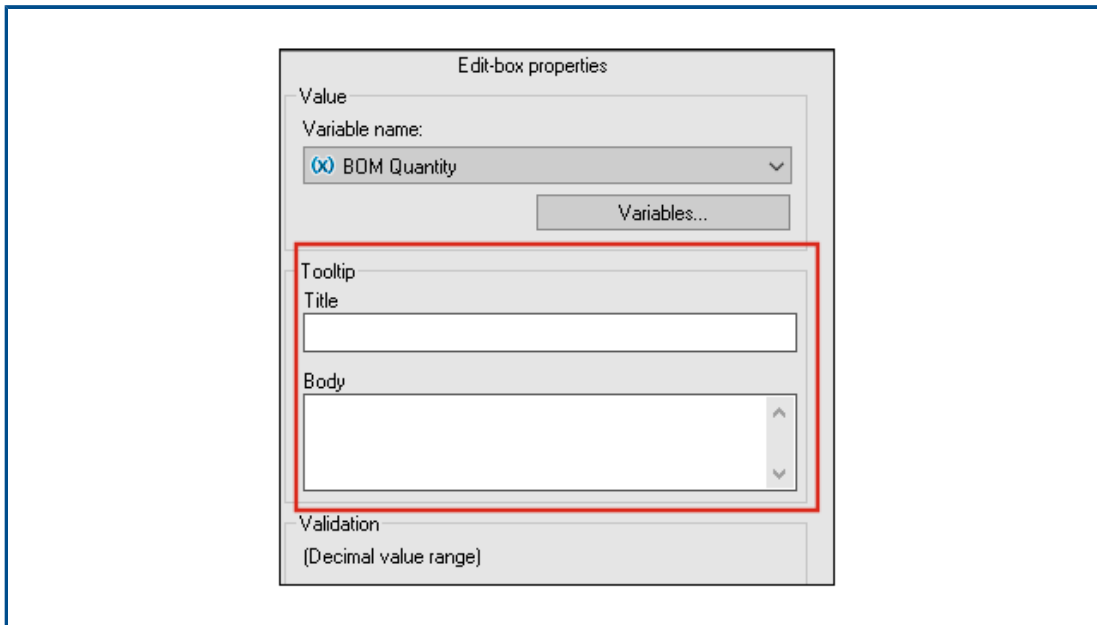 Edit-box properties
Value
Variable name:
(x) BOM Quantity
Variables...
Tooltip
Title
Body
Validation
(Decimal value range)